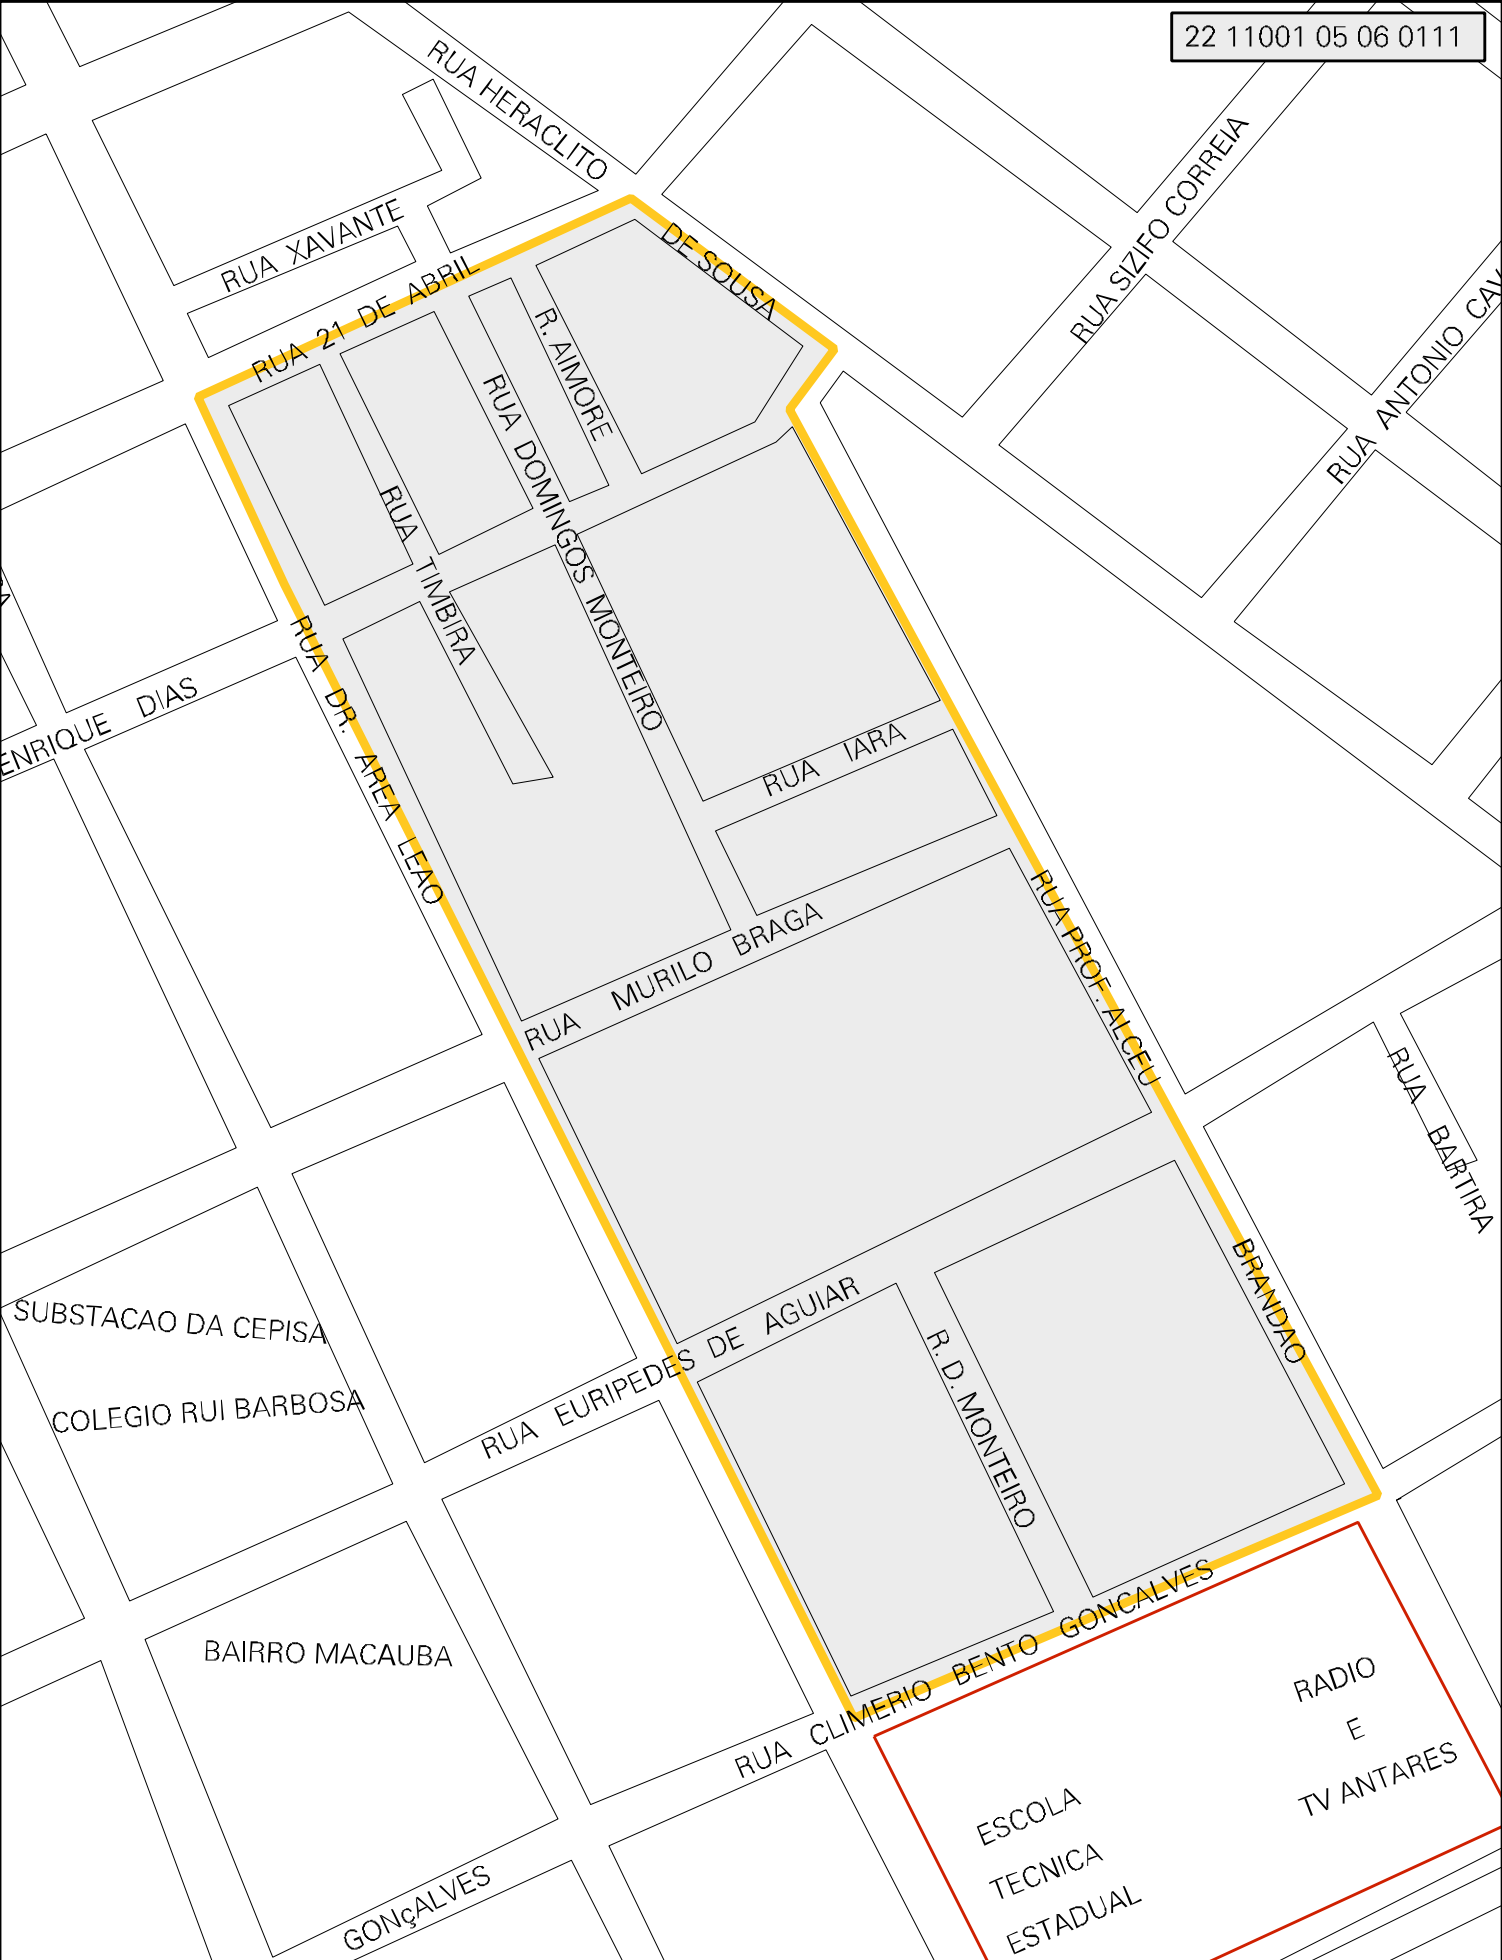 22 11001 05 06 0111
RUA HERACLITO
DE SOUSA
RUA SIZIFO CORREIA
RUA XAVANTE
RUA 21 DE ABRIL
R. AIMORE
RUA ANTONIO CAV
RUA DOMINGOS MONTEIRO
RUA TIMBIRA
RUA DR. AREA LEAO
ENRIQUE DIAS
RUA IARA
RUA MURILO BRAGA
RUA PROF. ALCEU
BRANDAO
RUA BARTIRA
SUBSTACAO DA CEPISA
COLEGIO RUI BARBOSA
RUA EURIPEDES DE AGUIAR
R. D. MONTEIRO
BAIRRO MACAUBA
RUA CLIMERIO BENTO GONCALVES
RADIO
E
TV ANTARES
ESCOLA
TECNICA
ESTADUAL
GONçALVES